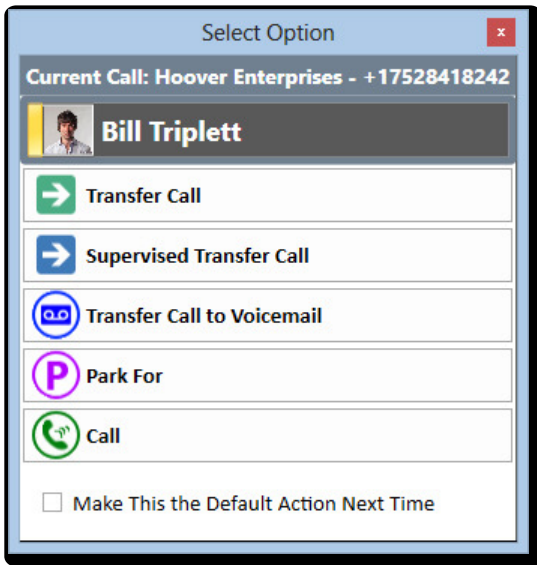 Select Option
x
Current Call: Hoover Enterprises - +17528418242
Bill Triplett
Transfer Call
Supervised Transfer Call
Transfer Call to Voicemail
P Park For
Call
Make This the Default Action Next Time